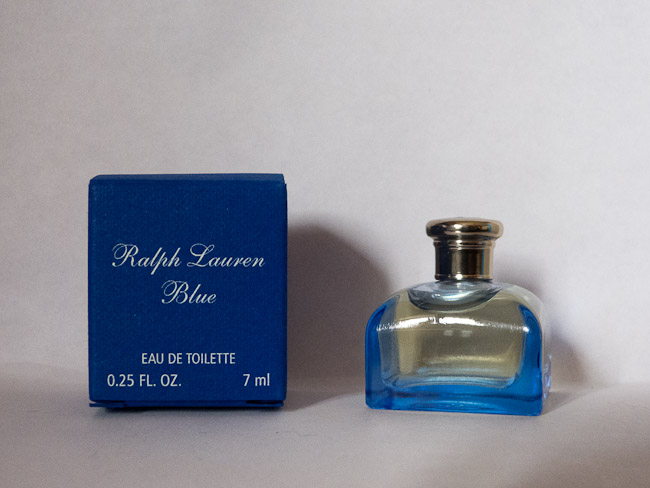 Ralph Lauren
Blue
EAU DE TOILETTE
0.25 FL. OZ. 7 ml